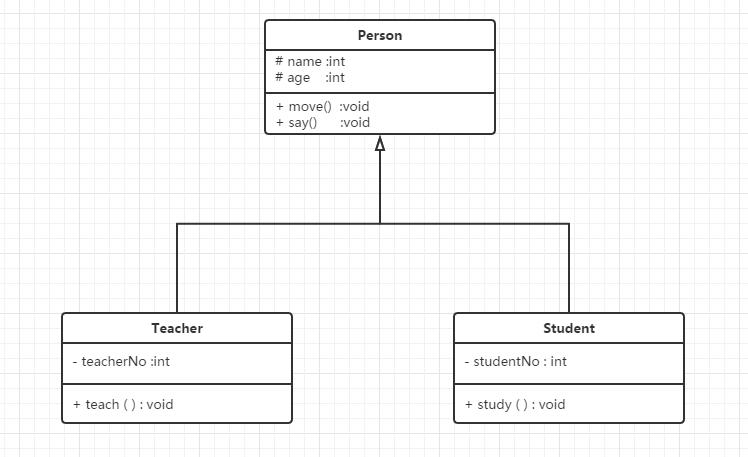 Person
# name :int
# age :int
+ move() :void
+ say() :void
Teacher
- teacherNo :int
+ teach ( ) : void
Student
- studentNo : int
+ study ( ) : void